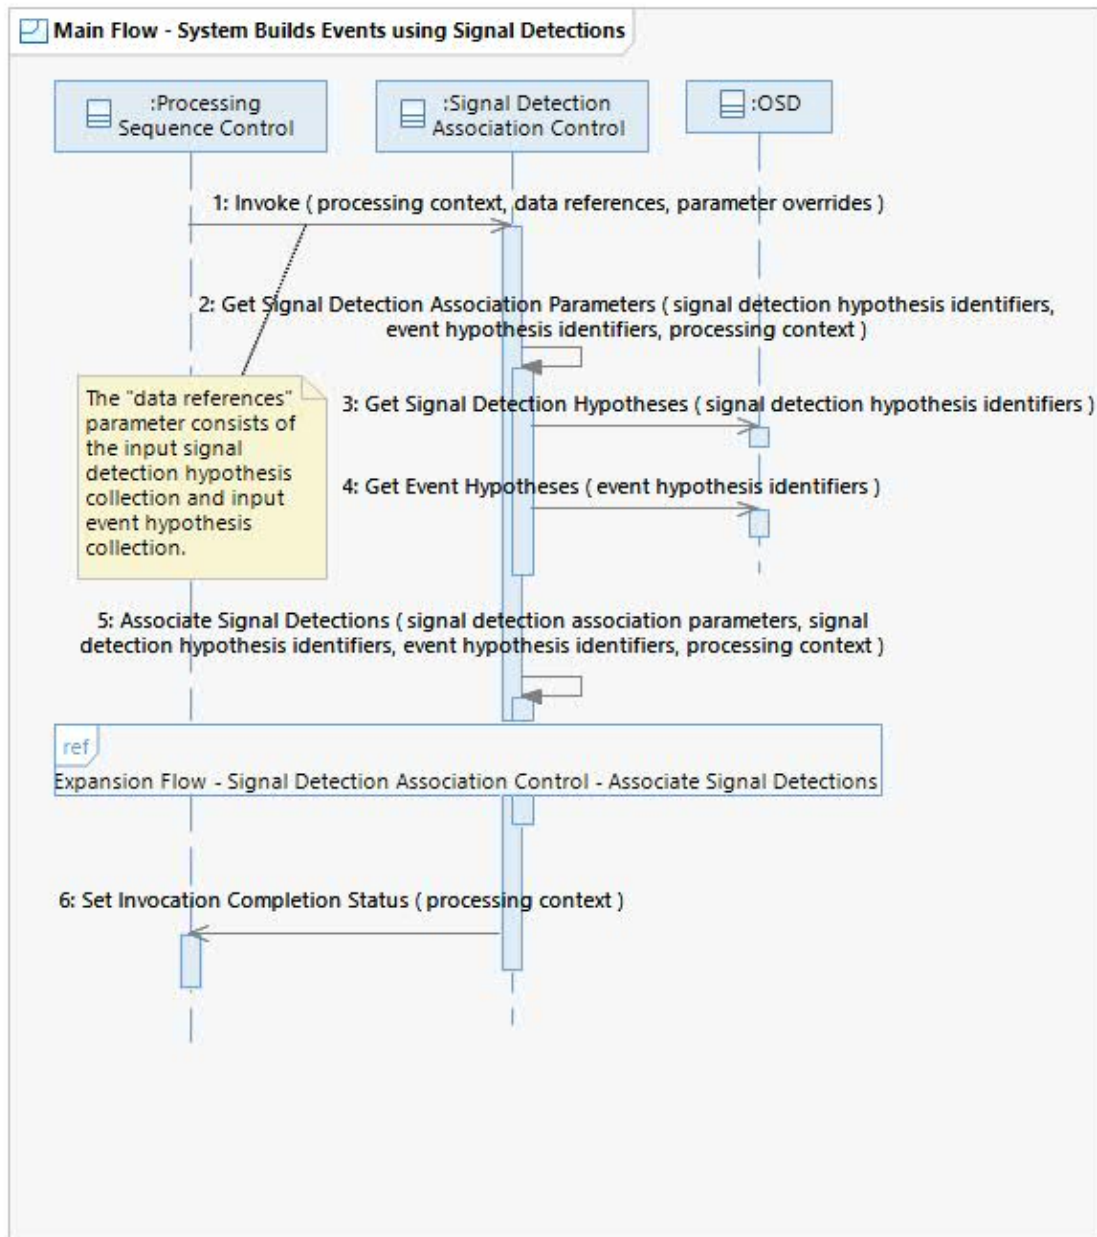 Main Flow - System Builds Events using Signal Detections
:Processing
Sequence Control
:Signal Detection
Association Control
:OSD
1: Invoke ( processing context, data references, parameter overrides )
2: Get Signal Detection Association Parameters ( signal detection hypothesis identifiers,
event hypothesis identifiers, processing context )
The "data references"
parameter consists of
the input signal
detection hypothesis
collection and input
event hypothesis
collection.
3: Get Signal Detection Hypotheses ( signal detection hypothesis identifiers )
4: Get Event Hypotheses ( event hypothesis identifiers )
5: Associate Signal Detections ( signal detection association parameters, signal
detection hypothesis identifiers, event hypothesis identifiers, processing context )
ref
Expansion Flow - Signal Detection Association Control - Associate Signal Detections
6: Set Invocation Completion Status ( processing context )